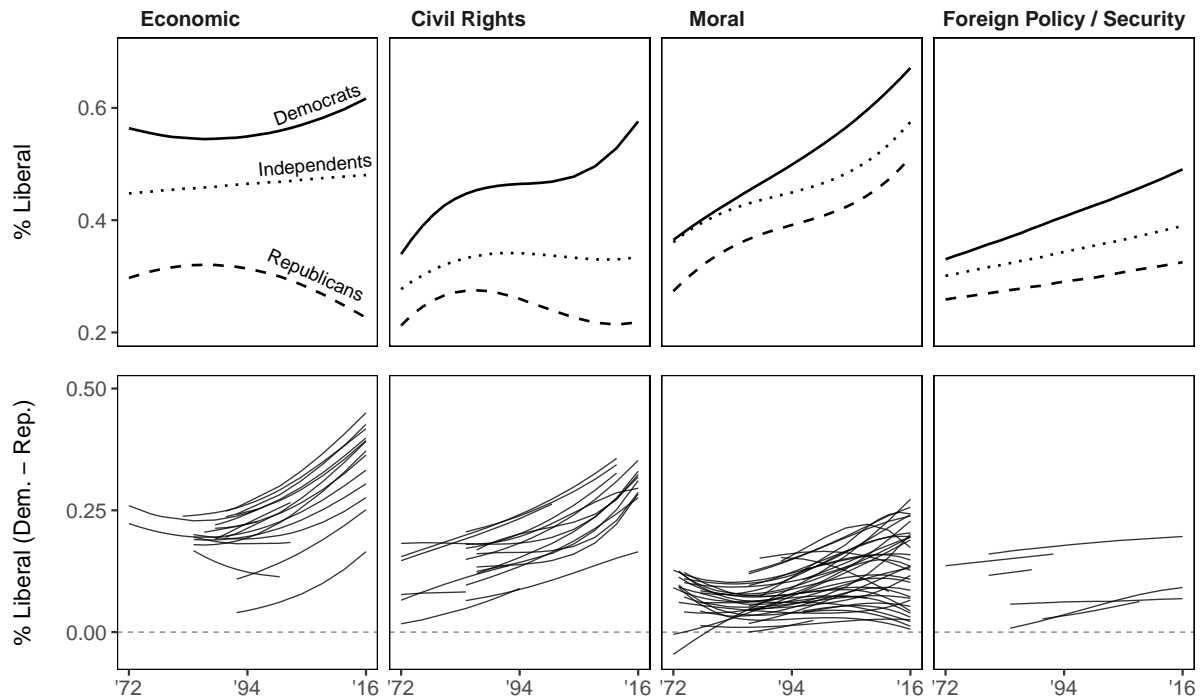 Economic
Civil Rights
Moral
Foreign Policy / Security
% Liberal
0.6
0.4
0.2
Democrats
Independents
Republicans
% Liberal (Dem. − Rep.)
0.50
0.25
0.00
'72
'94
'16
'72
'94
'16
'72
'94
'16
'72
'94
'16